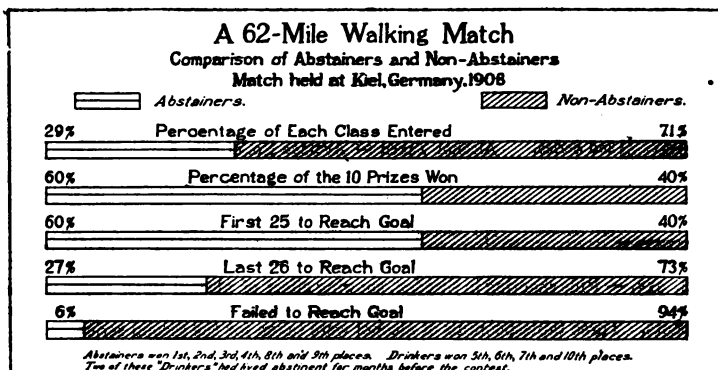 A 62-Mile Walking Match
Comparison of Abstainers and Non-Abstainers
Match held at Kiel, Germany, 1908
Abstainers. Non-Abstainers.
29% Percentage of Each Class Entered 71%
60% Percentage of the 10 Prizes Won 40%
60% First 25 to Reach Goal 40%
27% Last 26 to Reach Goal 73%
6% Failed to Reach Goal 94%
Abstainers won 1st, 2nd, 3rd, 4th, 8th and 9th places. Drinkers won 5th, 6th, 7th and 10th places.
Two of these "Drinkers" had lived abstinent for months before the contest.